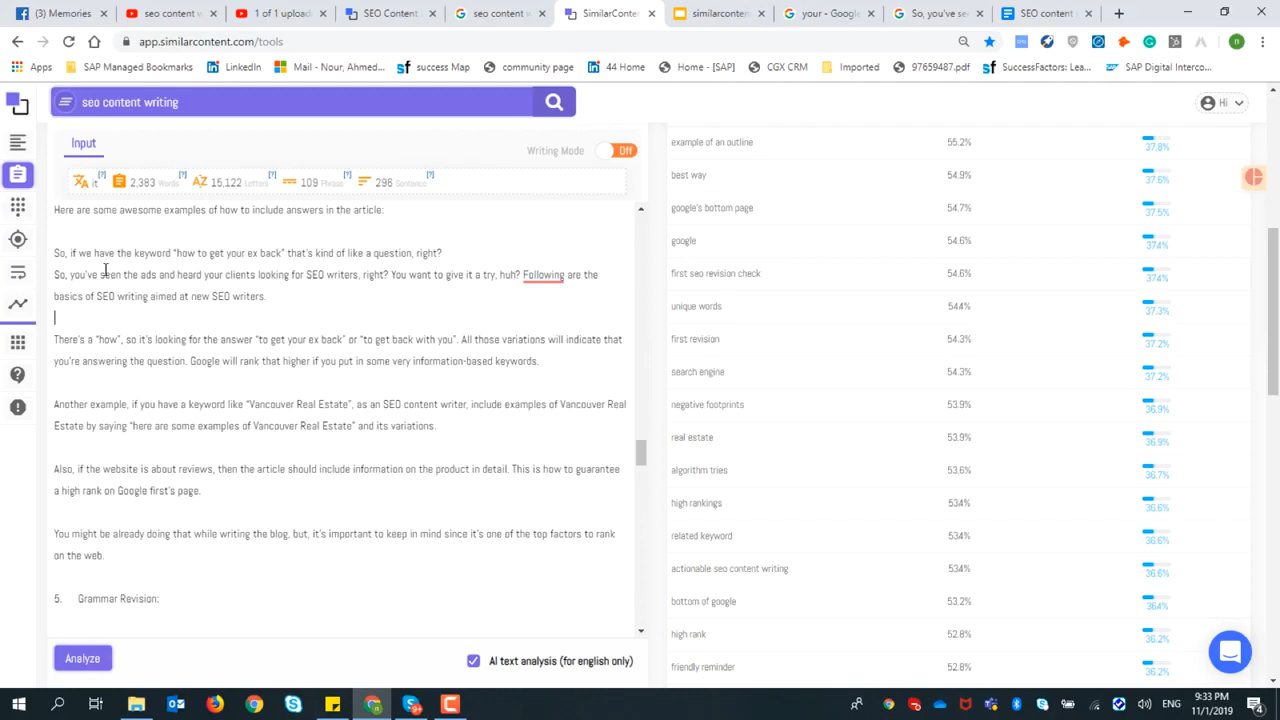 (1) Memories
youtube v
1 of 1 upload
SEO Content
seo content w
SimilarConte
similarconten
your - Google
So, you've se
SEO content
app.similarcontent.com/tools
Apps
SAP Managed Bookmarks
LinkedIn
Mail - Nour, Ahmed...
success Map
community page
44 Home
Home - [SAP]
CGX CRM
Imported
97659487.pdf
SuccessFactors: Lea...
SAP Digital Interco...
seo content writing
Hi
Input
Writing Mode
Off
it [?]
2,383 Words [?]
15,122 Letters [?]
109 Phrase [?]
296 Sentence [?]
Here are some awesome examples of how to include answers in the article:
So, if we have the keyword “how to get your ex back” that’s kind of like a question, right?
So, you’ve seen the ads and heard your clients looking for SEO writers, right? You want to give it a try, huh? Following are the
basics of SEO writing aimed at new SEO writers.
There’s a “how”, so it’s looking for the answer “to get your ex back” or “to get back with you”. All those variations will indicate that
you’re answering the question. Google will rank that higher if you put in some very information-based keywords.
Another example, if you have a keyword like “Vancouver Real Estate”, as an SEO content writer, include examples of Vancouver Real
Estate by saying “here are some examples of Vancouver Real Estate” and its variations.
Also, if the website is about reviews, then the article should include information on the product in detail. This is how to guarantee
a high rank on Google first’s page.
You might be already doing that while writing the blog, but, it’s important to keep in mind since it’s one of the top factors to rank
on the web.
5. Grammar Revision;
Analyze
AI text analysis (for english only)
example of an outline 55.2% 37.8%
best way 54.9% 37.6%
google's bottom page 54.7% 37.5%
google 54.6% 37.4%
first seo revision check 54.6% 37.4%
unique words 54.4% 37.3%
first revision 54.3% 37.2%
search engine 54.3% 37.2%
negative footprints 53.9% 36.9%
real estate 53.9% 36.9%
algorithm tries 53.6% 36.7%
high rankings 53.4% 36.6%
related keyword 53.4% 36.6%
actionable seo content writing 53.4% 36.6%
bottom of google 53.2% 36.4%
high rank 52.8% 36.2%
friendly reminder 52.8% 36.2%
ENG
9:33 PM
11/1/2019